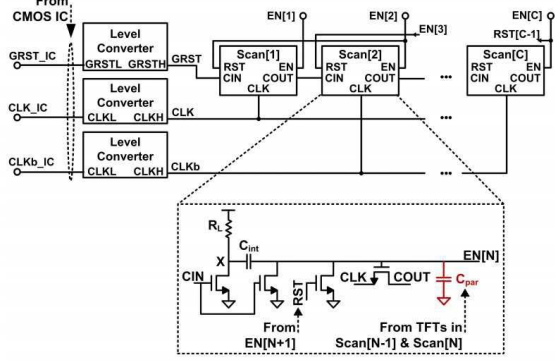 From
CMOS IC
GRST_IC
CLK_IC
CLKb_IC
Level
Converter
GRSTL GRSTH
GRST
Level
Converter
CLKL CLKH
CLK
Level
Converter
CLKL CLKH
CLKb
EN[1]
EN[2]
EN[3]
EN[C]
RST[C-1]
Scan[1]
RST EN
CIN COUT
CLK
Scan[2]
RST EN
CIN COUT
CLK
...
...
...
Scan[C]
RST EN
CIN COUT
CLK
RL
X
Cint
CIN
RST
CLK
COUT
EN[N]
Cpar
From
EN[N+1]
From TFTs in
Scan[N-1] & Scan[N]